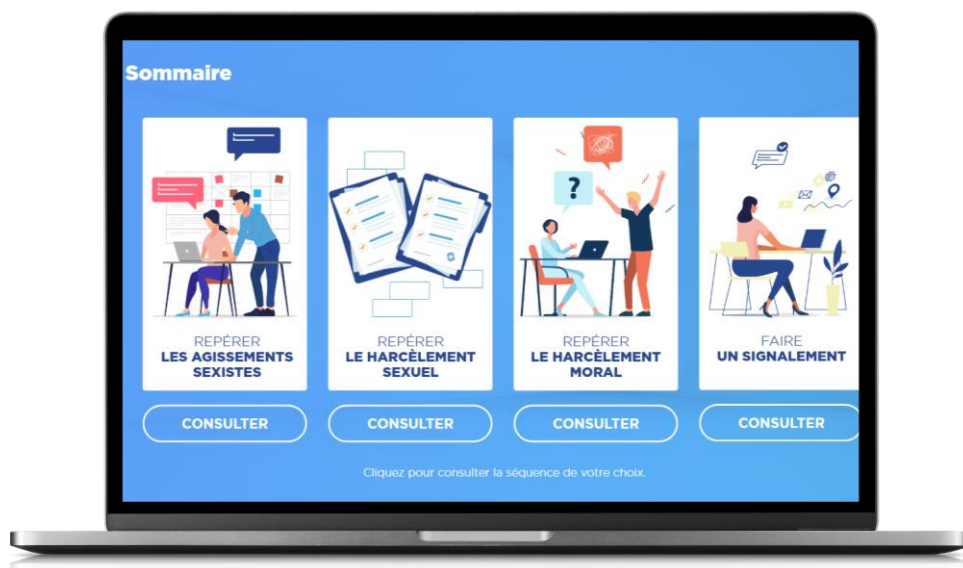 Sommaire
REPÉRER
LES AGISSEMENTS
SEXISTES
CONSULTER
REPÉRER
LE HARCÈLEMENT
SEXUEL
CONSULTER
?
REPÉRER
LE HARCÈLEMENT
MORAL
CONSULTER
FAIRE
UN SIGNALEMENT
CONSULTER
Cliquez pour consulter la séquence de votre choix.